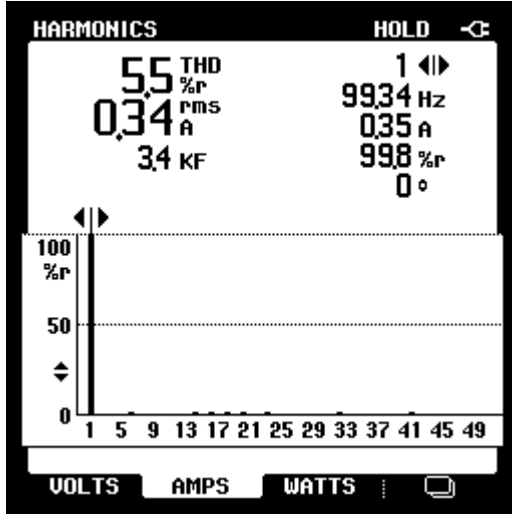 HARMONICS HOLD
5.5 THD %r
0.34 rms A
3.4 KF
1
99.34 Hz
0.35 A
99.8 %r
0 °
100
%r
50
0
1 5 9 13 17 21 25 29 33 37 41 45 49
VOLTS AMPS WATTS